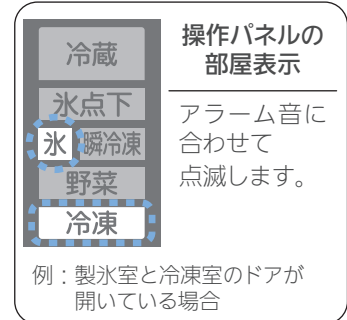 冷蔵
氷点下
氷 瞬冷凍
野菜
冷凍
操作パネルの
部屋表示
アラーム音に
合わせて
点滅します。
例：製氷室と冷凍室のドアが
開いている場合